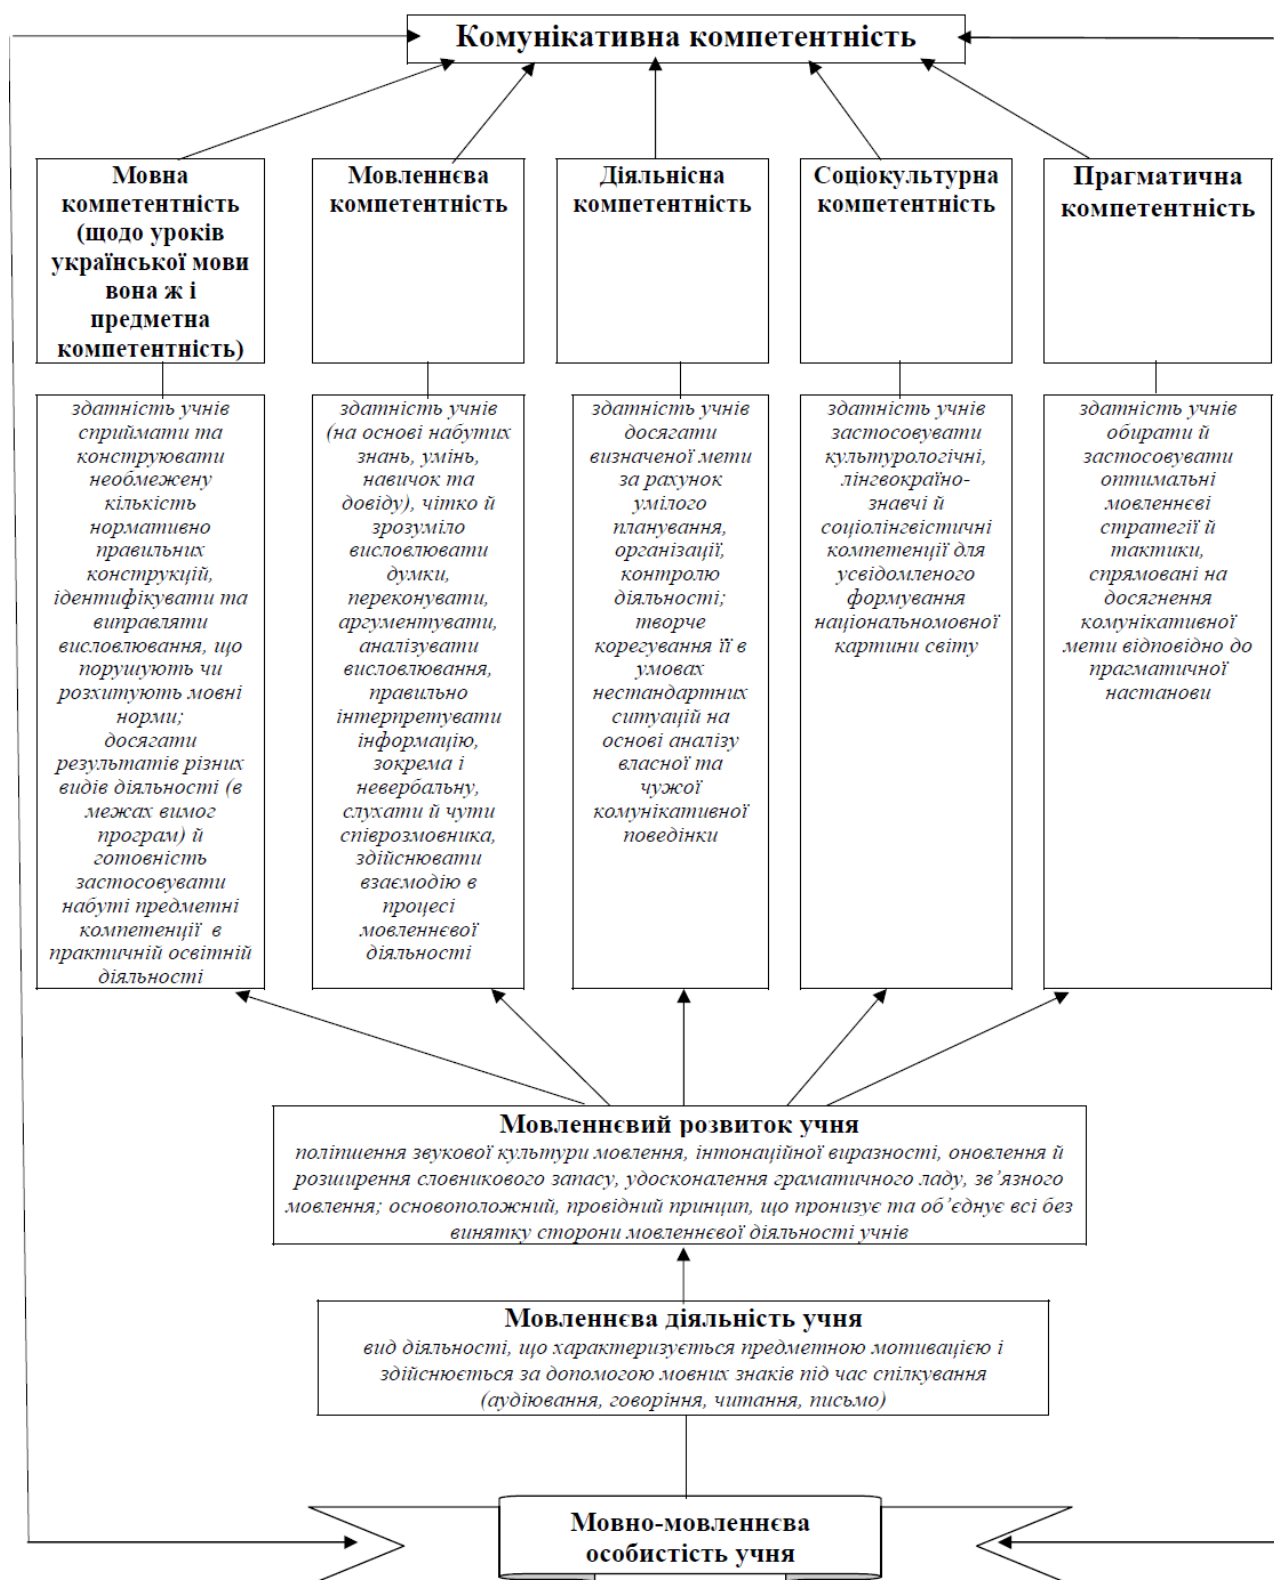 Комунікативна компетентність
Мовна
компетентність
(щодо уроків
української мови
вона ж і
предметна
компетентність)
Мовленнєва
компетентність
Діяльнісна
компетентність
Соціокультурна
компетентність
Прагматична
компетентність
здатність учнів
сприймати та
конструювати
необмежену
кількість
нормативно
правильних
конструкцій,
ідентифікувати та
виправляти
висловлювання, що
порушують чи
розхитують мовні
норми;
досягати
результатів різних
видів діяльності (в
межах вимог
програм) й
готовність
застосовувати
набуті предметні
компетенції в
практичній освітній
діяльності
здатність учнів
(на основі набутих
знань, умінь,
навичок та
довіду), чітко й
зрозуміло
висловлювати
думки,
переконувати,
аргументувати,
аналізувати
висловлювання,
правильно
інтерпретувати
інформацію,
зокрема і
невербальну,
слухати й чути
співрозмовника,
здійснювати
взаємодію в
процесі
мовленнєвої
діяльності
здатність учнів
досягати
визначеної мети
за рахунок
умілого
планування,
організації,
контролю
діяльності;
творче
корегування її в
умовах
нестандартних
ситуацій на
основі аналізу
власної та
чужої
комунікативної
поведінки
здатність учнів
застосовувати
культурологічні,
лінгвокраїно-
знавчі й
соціолінгвістичні
компетенції для
усвідомленого
формування
національномовної
картини світу
здатність учнів
обирати й
застосовувати
оптимальні
мовленнєві
стратегії й
тактики,
спрямовані на
досягнення
комунікативної
мети відповідно до
прагматичної
настанови
Мовленнєвий розвиток учня
поліпшення звукової культури мовлення, інтонаційної виразності, оновлення й
розширення словникового запасу, удосконалення граматичного ладу, зв’язного
мовлення; основоположний, провідний принцип, що пронизує та об’єднує всі без
винятку сторони мовленнєвої діяльності учнів
Мовленнєва діяльність учня
вид діяльності, що характеризується предметною мотивацією і
здійснюється за допомогою мовних знаків під час спілкування
(аудіювання, говоріння, читання, письмо)
Мовно-мовленнєва
особистість учня